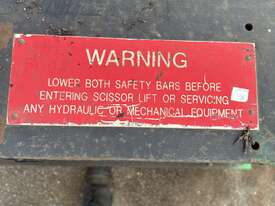 WARNING
LOWER BOTH SAFETY BARS BEFORE
ENTERING SCISSOR LIFT OR SERVICING
ANY HYDRAULIC OR MECHANICAL EQUIPMENT